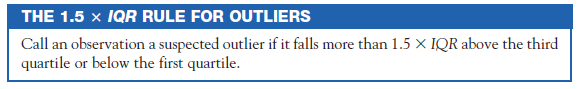 THE 1.5 × IQR RULE FOR OUTLIERS
Call an observation a suspected outlier if it falls more than 1.5 × IQR above the third
quartile or below the first quartile.